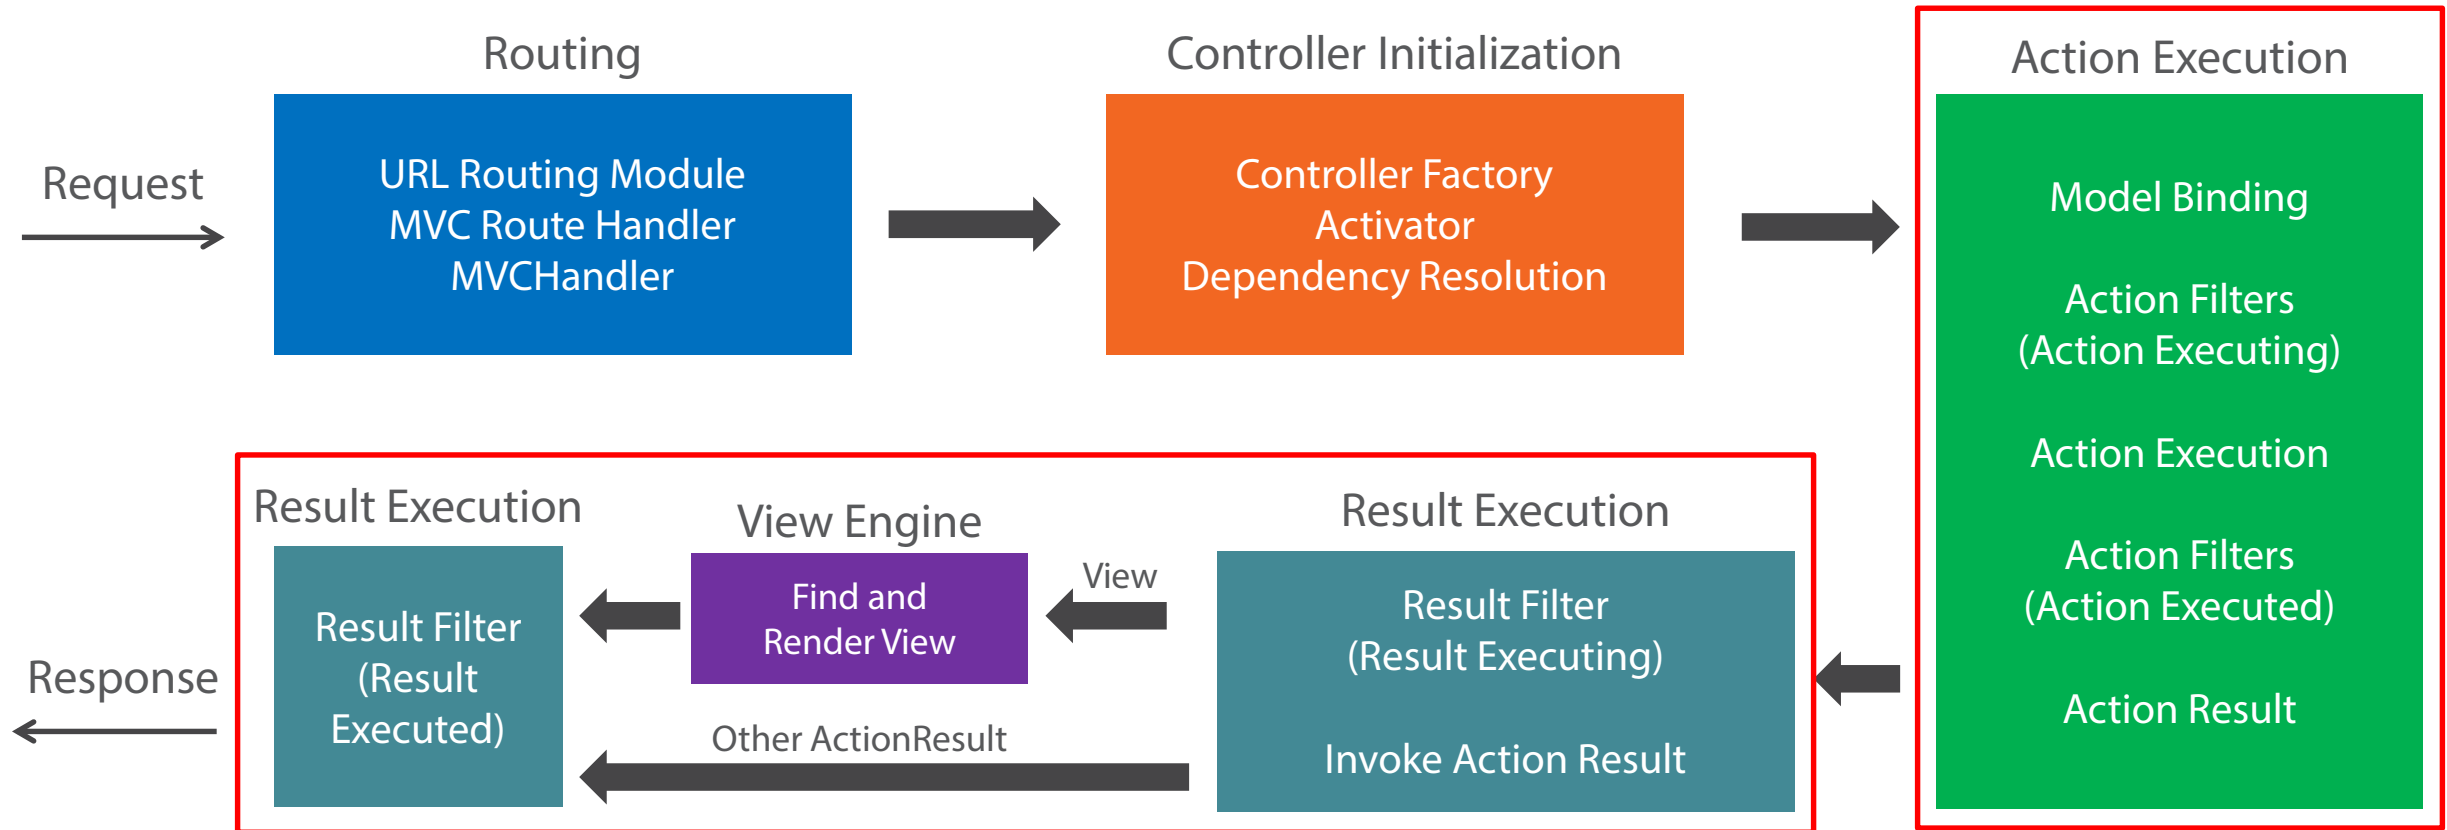 Routing
Controller Initialization
Action Execution
Request
URL Routing Module
MVC Route Handler
MVCHandler
Controller Factory
Activator
Dependency Resolution
Model Binding
Action Filters
(Action Executing)
Action Execution
Action Filters
(Action Executed)
Action Result
Result Execution
Result Filter
(Result Executing)
Invoke Action Result
View
View Engine
Find and
Render View
Other ActionResult
Result Execution
Result Filter
(Result
Executed)
Response